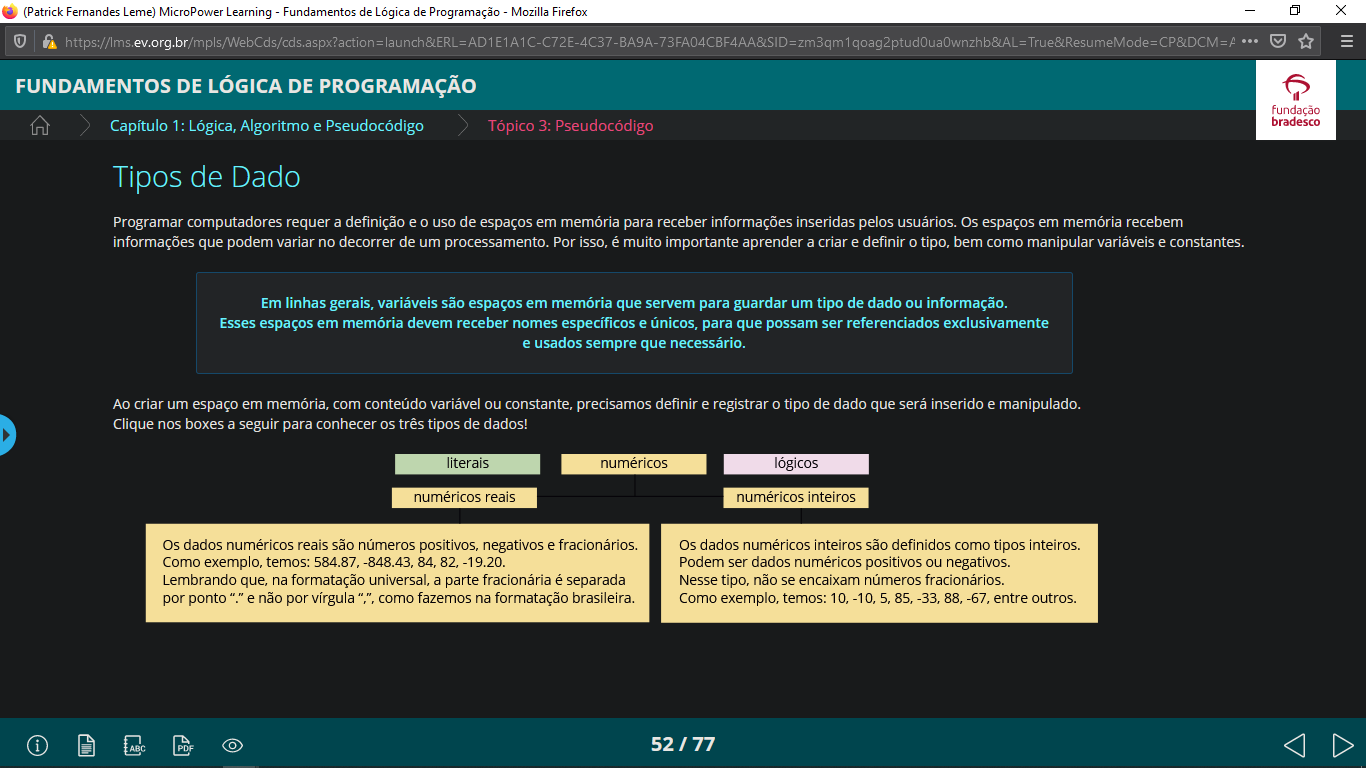 (Patrick Fernandes Leme) MicroPower Learning - Fundamentos de Lógica de Programação - Mozilla Firefox
https://lms.ev.org.br/mpls/WebCds/cds.aspx?action=launch&ERL=AD1E1A1C-C72E-4C37-BA9A-73FA04CBF4AA&SID=zm3qm1qoag2ptud0ua0wnzhb&AL=True&ResumeMode=CP&DCM=A
FUNDAMENTOS DE LÓGICA DE PROGRAMAÇÃO
fundação
bradesco
Capítulo 1: Lógica, Algoritmo e Pseudocódigo
Tópico 3: Pseudocódigo
Tipos de Dado
Programar computadores requer a definição e o uso de espaços em memória para receber informações inseridas pelos usuários. Os espaços em memória recebem
informações que podem variar no decorrer de um processamento. Por isso, é muito importante aprender a criar e definir o tipo, bem como manipular variáveis e constantes.
Em linhas gerais, variáveis são espaços em memória que servem para guardar um tipo de dado ou informação.
Esses espaços em memória devem receber nomes específicos e únicos, para que possam ser referenciados exclusivamente
e usados sempre que necessário.
Ao criar um espaço em memória, com conteúdo variável ou constante, precisamos definir e registrar o tipo de dado que será inserido e manipulado.
Clique nos boxes a seguir para conhecer os três tipos de dados!
literais
numéricos
lógicos
numéricos reais
numéricos inteiros
Os dados numéricos reais são números positivos, negativos e fracionários.
Como exemplo, temos: 584.87, -848.43, 84, 82, -19.20.
Lembrando que, na formatação universal, a parte fracionária é separada
por ponto “.” e não por vírgula “,”, como fazemos na formatação brasileira.
Os dados numéricos inteiros são definidos como tipos inteiros.
Podem ser dados numéricos positivos ou negativos.
Nesse tipo, não se encaixam números fracionários.
Como exemplo, temos: 10, -10, 5, 85, -33, 88, -67, entre outros.
ABC
PDF
52 / 77